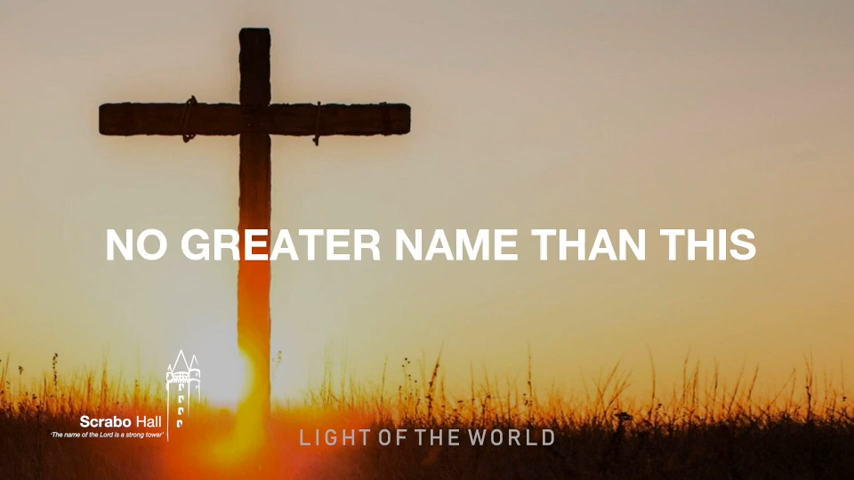 NO GREATER NAME THAN THIS
Scrabo Hall
'The name of the Lord is a strong tower'
LIGHT OF THE WORLD